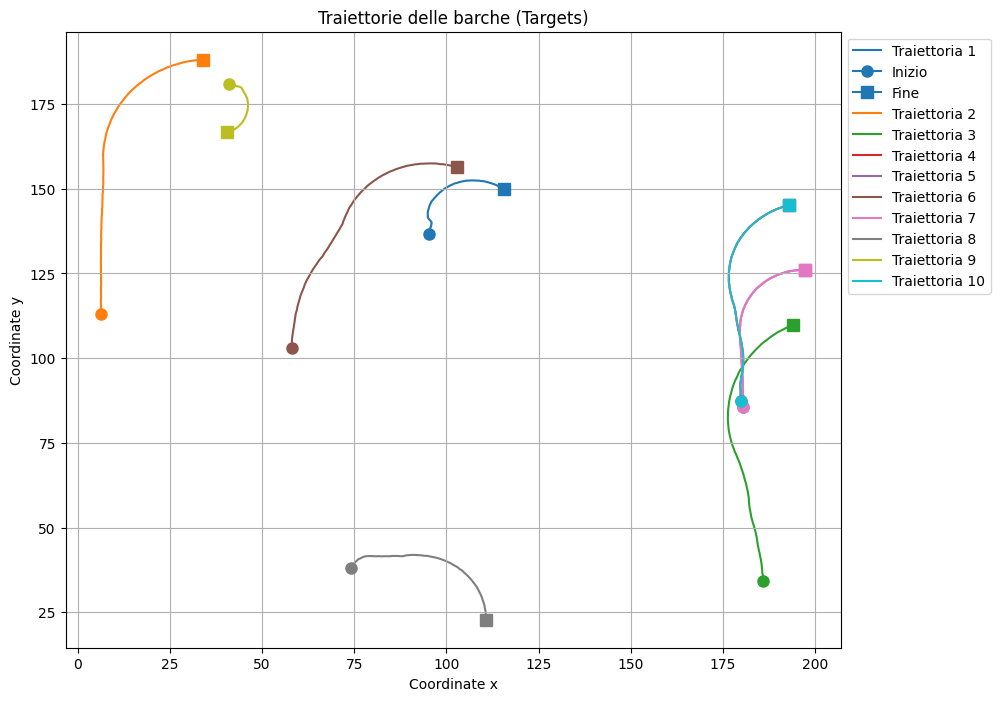 Traiettorie delle barche (Targets)
Coordinate y
175
150
125
100
75
50
25
0
25
50
75
100
125
150
175
200
Coordinate x
Traiettoria 1
Inizio
Fine
Traiettoria 2
Traiettoria 3
Traiettoria 4
Traiettoria 5
Traiettoria 6
Traiettoria 7
Traiettoria 8
Traiettoria 9
Traiettoria 10